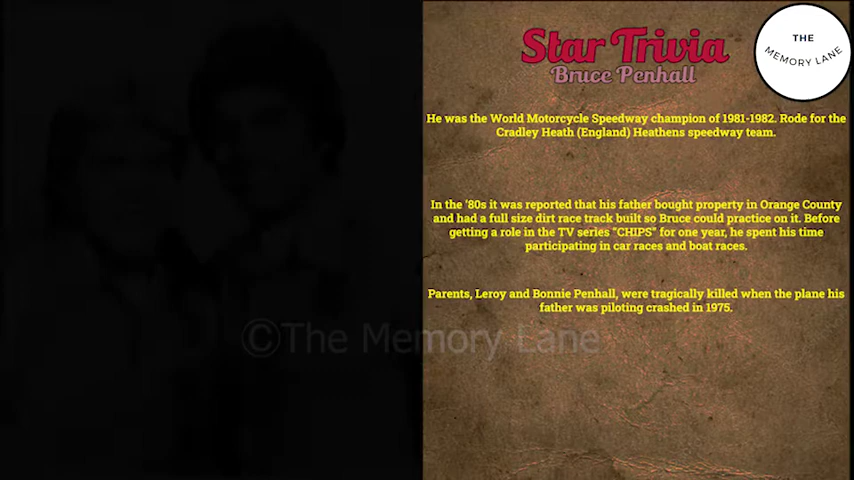 Star Trivia
Bruce Penhall
THE
MEMORY LANE
He was the World Motorcycle Speedway champion of 1981-1982. Rode for the
Cradley Heath (England) Heathens speedway team.
In the '80s it was reported that his father bought property in Orange County
and had a full size dirt race track built so Bruce could practice on it. Before
getting a role in the TV series "CHIPS" for one year, he spent his time
participating in car races and boat races.
Parents, Leroy and Bonnie Penhall, were tragically killed when the plane his
father was piloting crashed in 1975.
©The Memory Lane